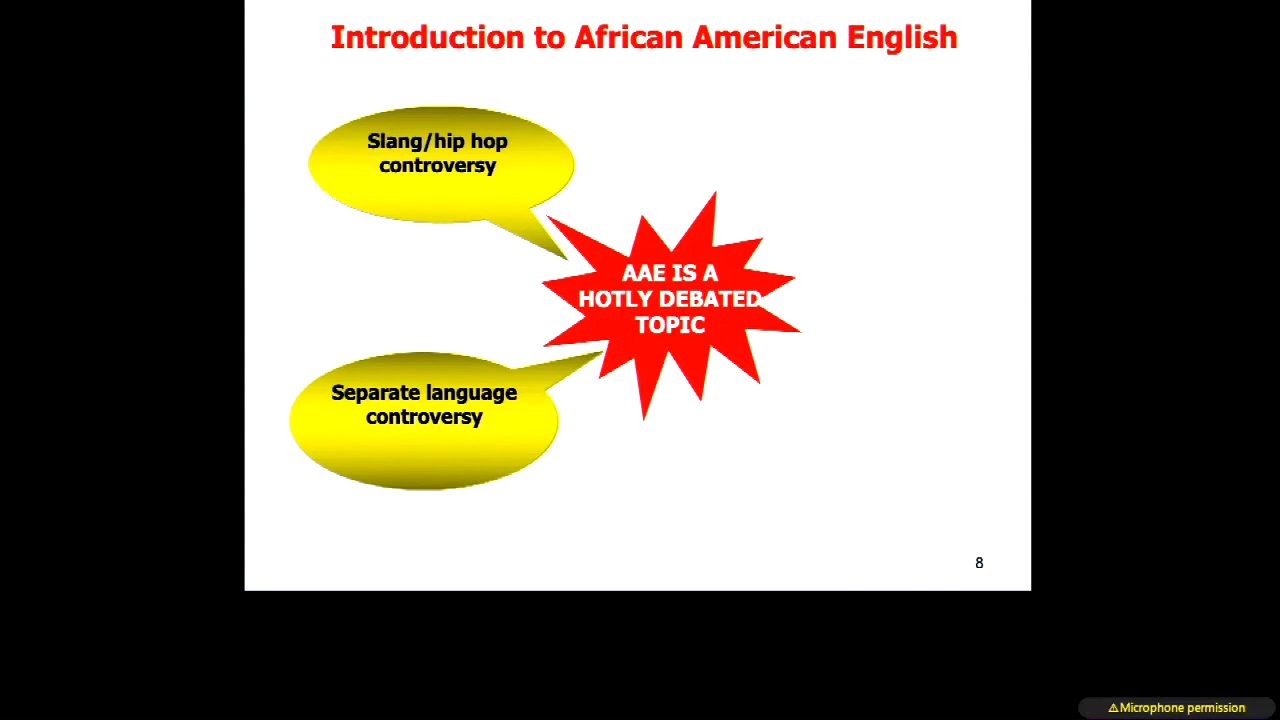 Introduction to African American English
Slang/hip hop
controversy
AAE IS A
HOTLY DEBATED
TOPIC
Separate language
controversy
8
⚠Microphone permission